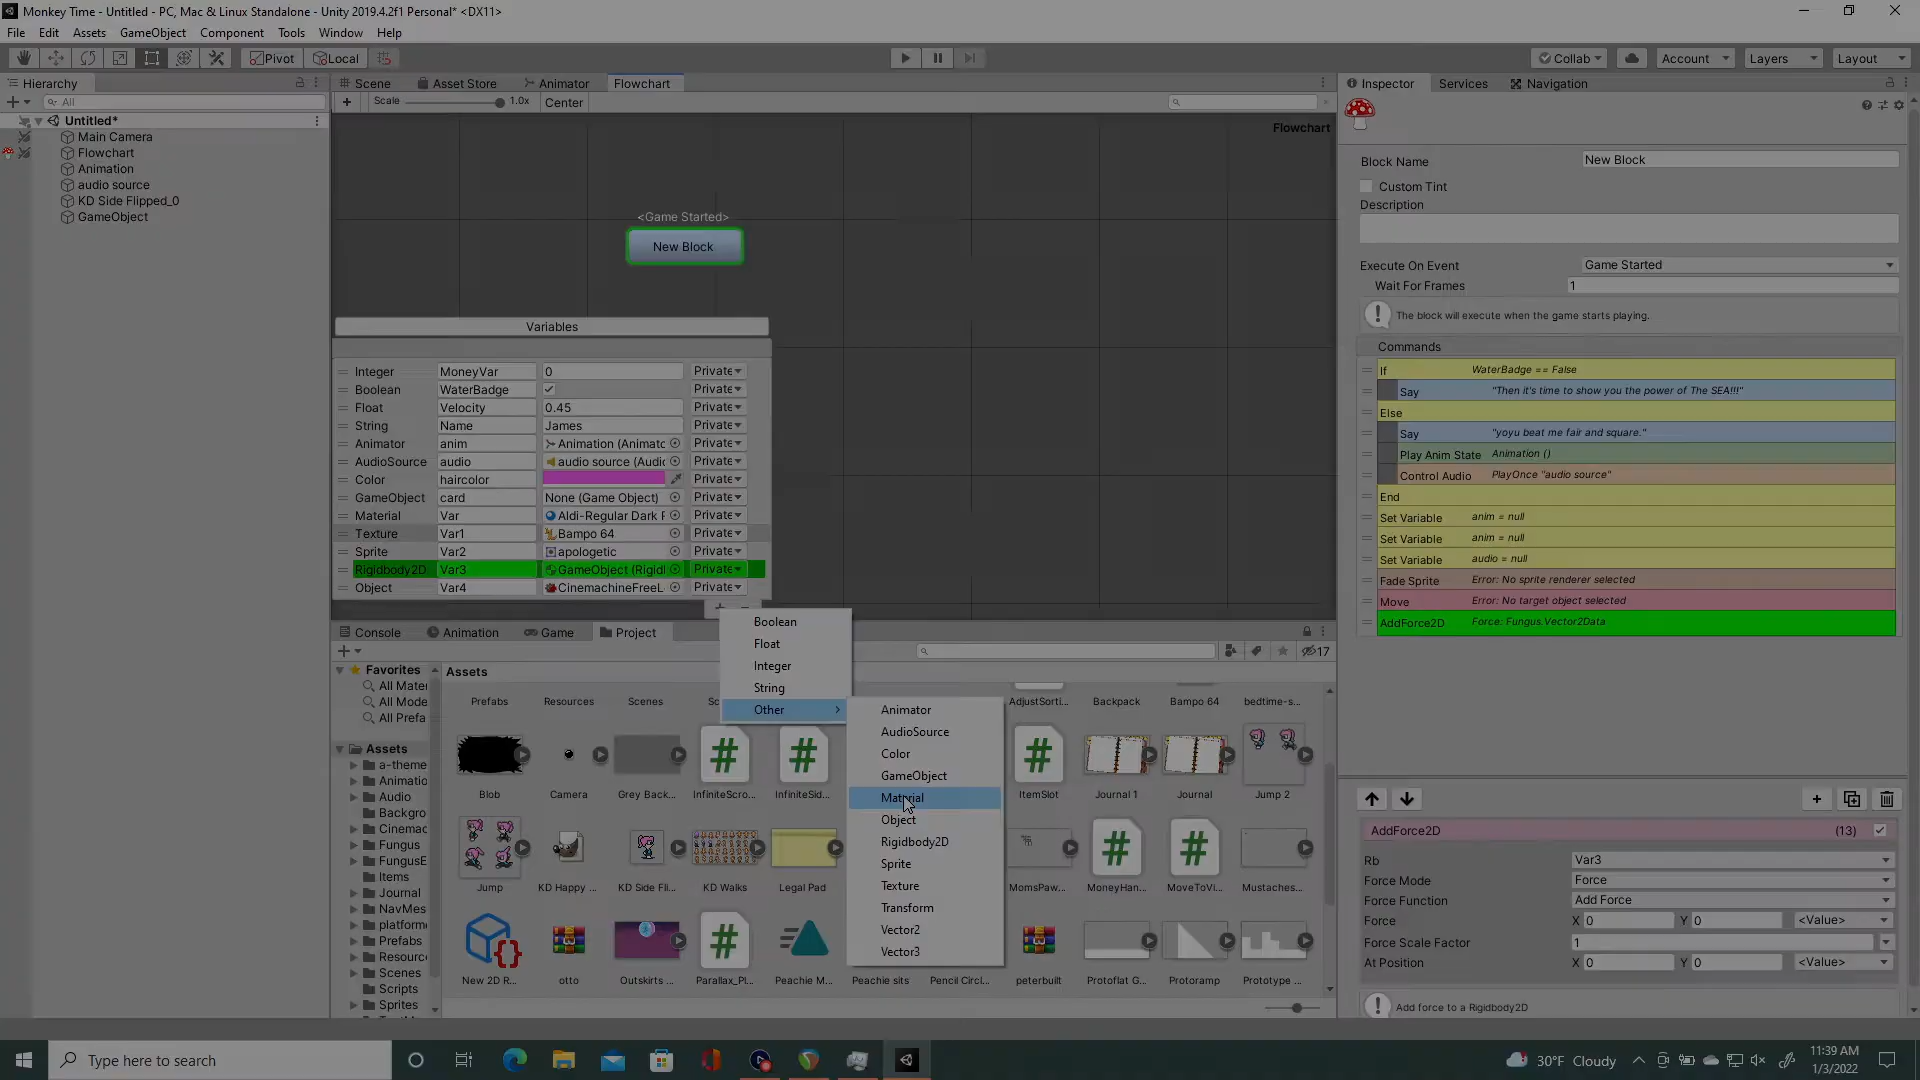 Monkey Time - Untitled - PC, Mac & Linux Standalone - Unity 2019.4.2f1 Personal* <DX11>
File Edit Assets GameObject Component Tools Window Help
Pivot Local Collab Account Layers Layout
Hierarchy
All
Untitled*
Main Camera
Flowchart
Animation
audio source
KD Side Flipped_0
GameObject
Scene Asset Store Animator Flowchart
Scale 1.0x Center
Flowchart
<Game Started>
New Block
Variables
Integer MoneyVar 0 Private
Boolean WaterBadge Private
Float Velocity 0.45 Private
String Name James Private
Animator anim Animation (Animatc Private
AudioSource audio audio source (Audic Private
Color haircolor Private
GameObject card None (Game Object) Private
Material Var Aldi-Regular Dark F Private
Texture Var1 Bampo 64 Private
Sprite Var2 apologetic Private
Rigidbody2D Var3 GameObject (Rigidl Private
Object Var4 CinemachineFreeL Private
Boolean
Float
Integer
String
Other
Animator
AudioSource
Color
GameObject
Material
Object
Rigidbody2D
Sprite
Texture
Transform
Vector2
Vector3
Console Animation Game Project
17
Favorites
All Mater
All Mode
All Prefa
Assets
a-theme
Animatio
Audio
Backgro
Cinemac
Fungus
FungusE
Items
Journal
NavMes
platform
Prefabs
Resourc
Scenes
Scripts
Sprites
Assets
Prefabs Resources Scenes Sc AdjustSorti... Backpack Bampo 64 bedtime-s...
Blob Camera Grey Back... InfiniteScro... InfiniteSid... ItemSlot Journal 1 Journal Jump 2
Jump KD Happy ... KD Side Fli... KD Walks Legal Pad MomsPaw... MoneyHan... MoveToVi... Mustaches...
New 2D R... otto Outskirts ... Parallax_Pl... Peachie M... Peachie sits Pencil Circl... peterbuilt Protoflat G... Protoramp Prototype ...
Inspector Services Navigation
Block Name New Block
Custom Tint
Description
Execute On Event Game Started
Wait For Frames 1
The block will execute when the game starts playing.
Commands
If WaterBadge == False
Say "Then it's time to show you the power of The SEA!!!"
Else
Say "yoyu beat me fair and square."
Play Anim State Animation ()
Control Audio PlayOnce "audio source"
End
Set Variable anim = null
Set Variable anim = null
Set Variable audio = null
Fade Sprite Error: No sprite renderer selected
Move Error: No target object selected
AddForce2D Force: Fungus.Vector2Data
AddForce2D (13)
Rb Var3
Force Mode Force
Force Function Add Force
Force X 0 Y 0 <Value>
Force Scale Factor 1
At Position X 0 Y 0 <Value>
Add force to a Rigidbody2D
Type here to search
30°F Cloudy
11:39 AM
1/3/2022